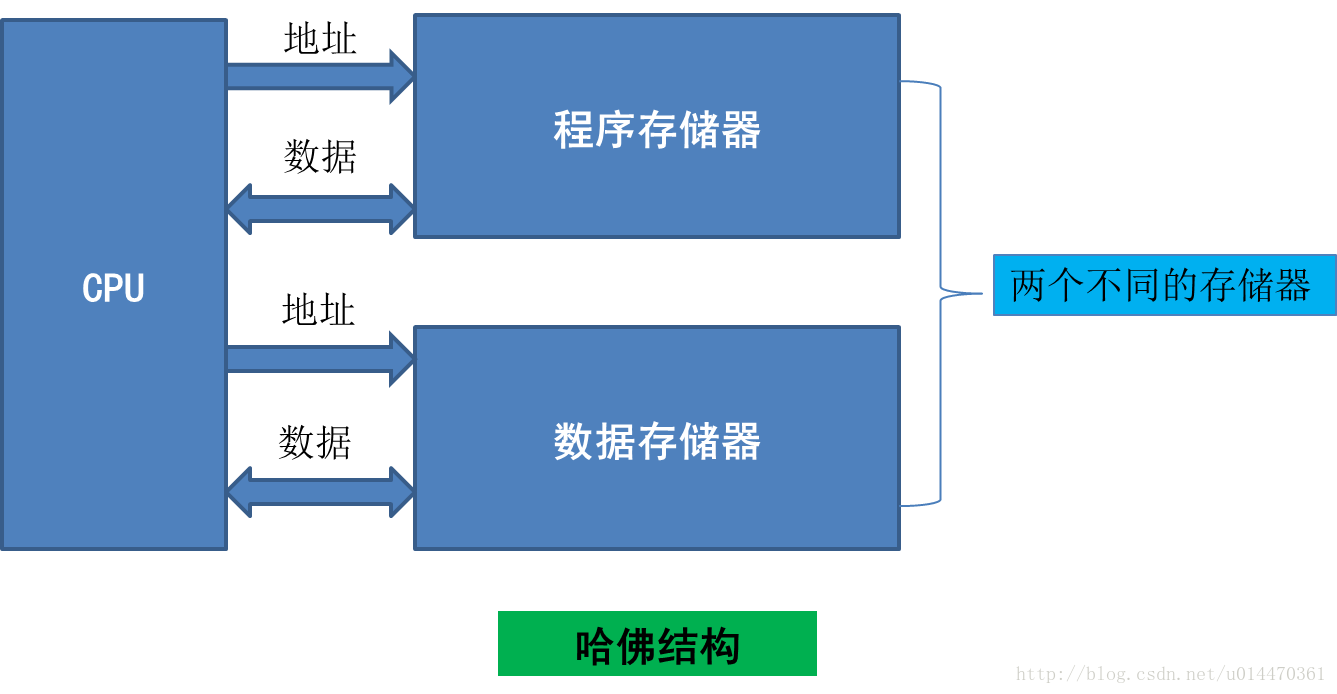 地址
程序存储器
数据
CPU
两个不同的存储器
地址
数据存储器
数据
哈佛结构
http://blog.csdn.net/u014470361